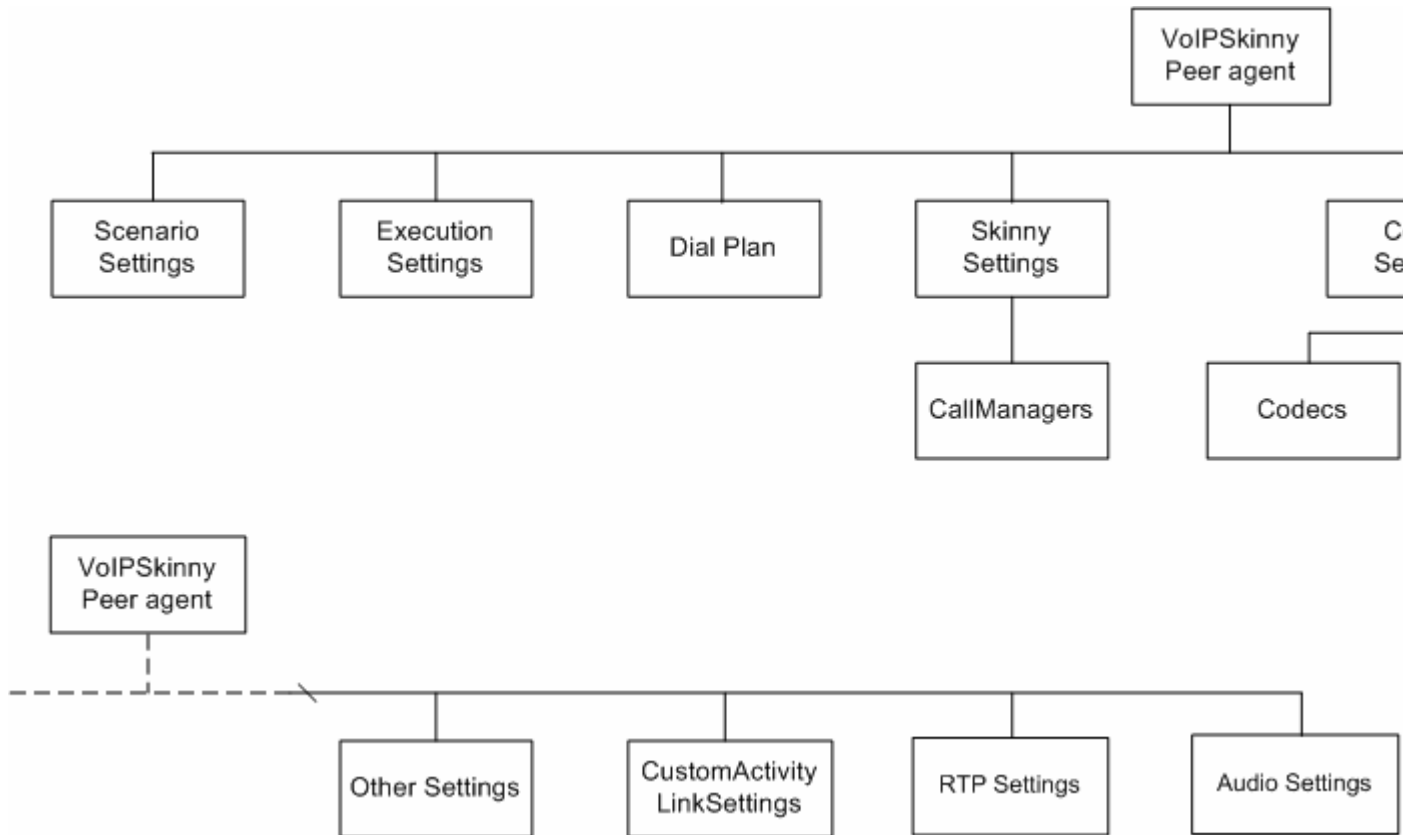 VoIPSkinny
Peer agent
Scenario
Settings
Execution
Settings
Dial Plan
Skinny
Settings
CallManagers
Codecs
VoIPSkinny
Peer agent
Other Settings
CustomActivity
LinkSettings
RTP Settings
Audio Settings